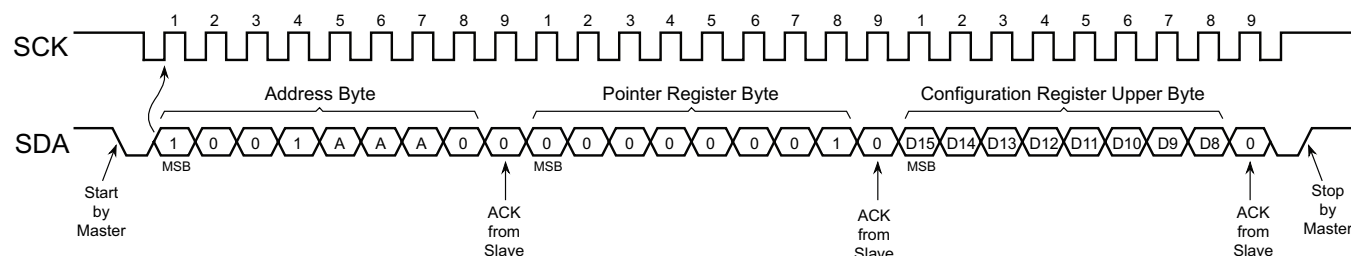 1 2 3 4 5 6 7 8 9 1 2 3 4 5 6 7 8 9 1 2 3 4 5 6 7 8 9
SCK
Address Byte Pointer Register Byte Configuration Register Upper Byte
SDA 1 0 0 1 A A A 0 0 0 0 0 0 0 0 0 1 0 D15 D14 D13 D12 D11 D10 D9 D8 0
MSB MSB MSB
Start
by
Master
ACK
from
Slave
ACK
from
Slave
ACK
from
Slave
Stop
by
Master